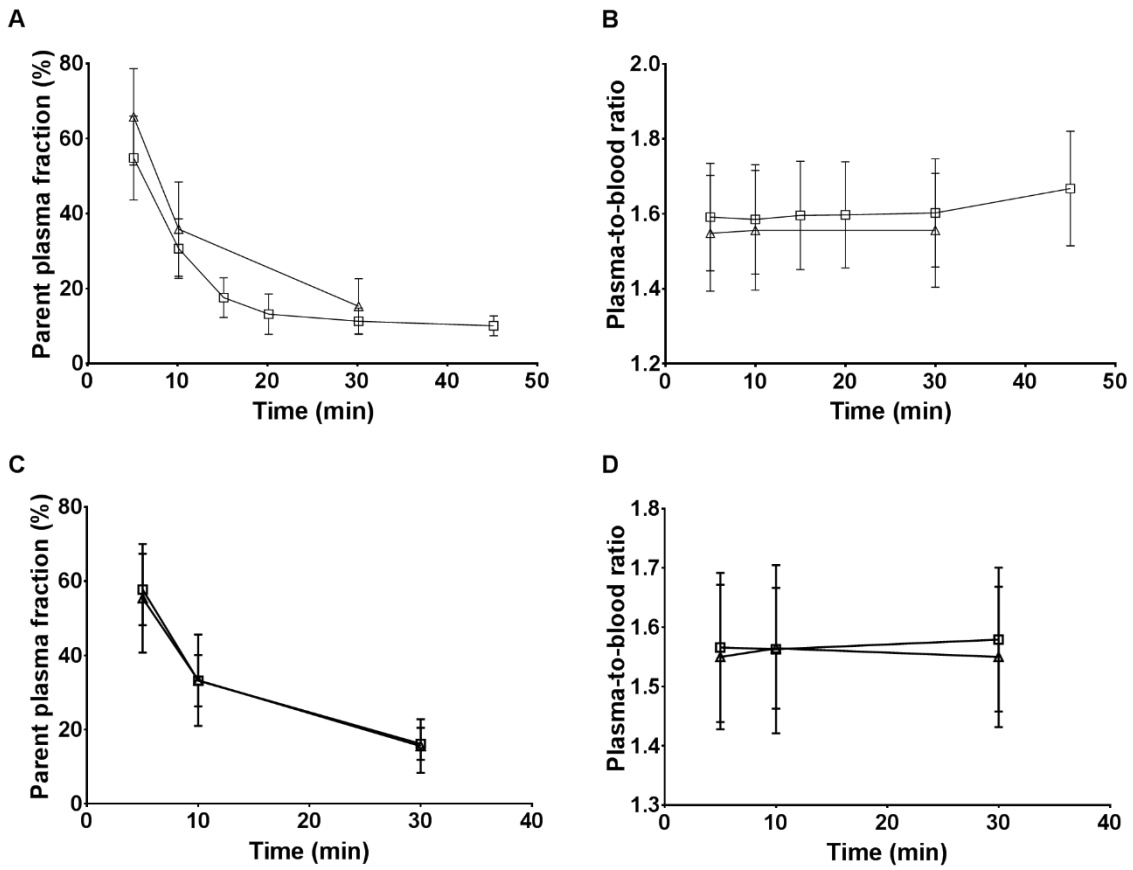 A
Parent plasma fraction (%)
80
60
40
20
0
0 10 20 30 40 50
Time (min)
B
Plasma-to-blood ratio
2.0
1.8
1.6
1.4
1.2
0 10 20 30 40 50
Time (min)
C
Parent plasma fraction (%)
80
60
40
20
0
0 10 20 30 40
Time (min)
D
Plasma-to-blood ratio
1.8
1.7
1.6
1.5
1.4
1.3
0 10 20 30 40
Time (min)